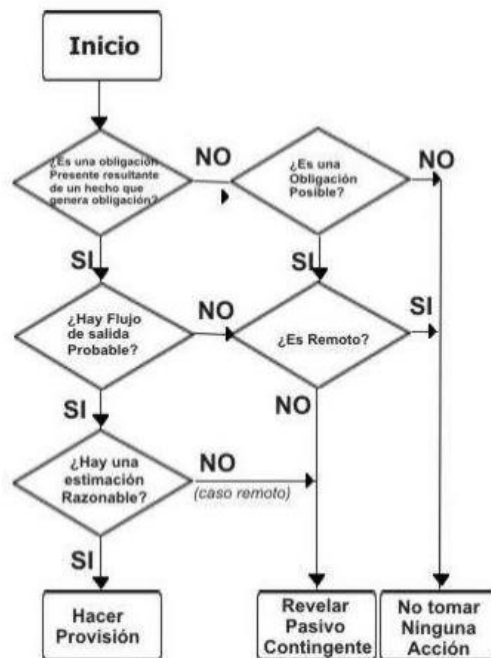 Inicio
¿Es una obligación
Presente resultante
de un hecho que
genera obligación?
NO
¿Es una
Obligación
Posible?
NO
SI
SI
¿Hay Flujo
de salida
Probable?
NO
¿Es Remoto?
SI
SI
NO
¿Hay una
estimación
Razonable?
NO
(caso remoto)
SI
Hacer
Provisión
Revelar
Pasivo
Contingente
No tomar
Ninguna
Acción